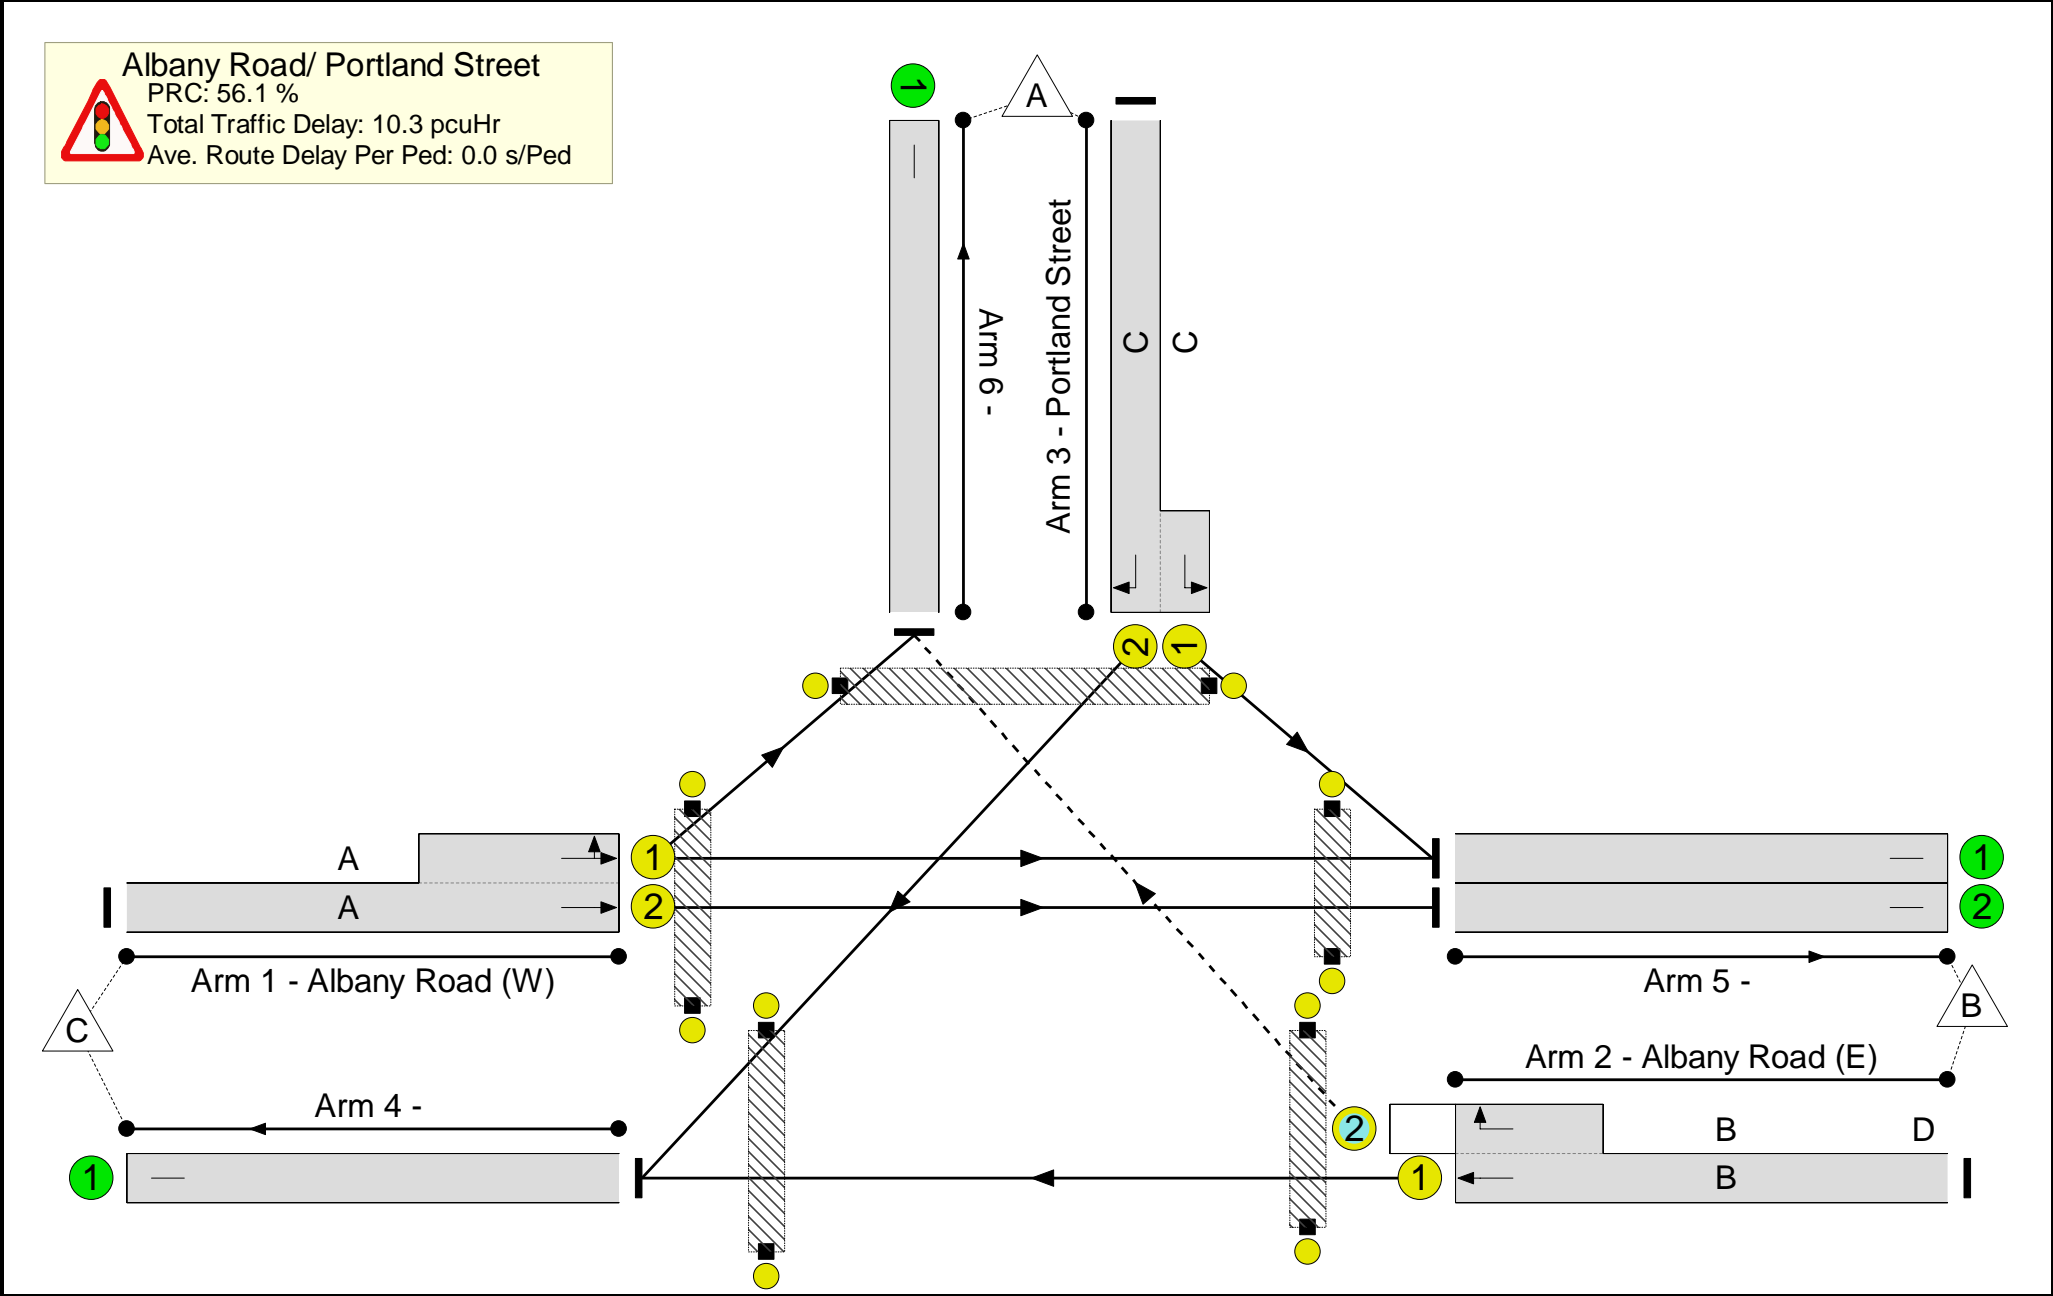 Albany Road/ Portland Street
PRC: 56.1 %
Total Traffic Delay: 10.3 pcuHr
Ave. Route Delay Per Ped: 0.0 s/Ped
1
A
Arm 6 -
Arm 3 - Portland Street
C
C
2
1
A
1
A
2
Arm 1 - Albany Road (W)
C
Arm 4 -
1
1
2
Arm 5 -
B
Arm 2 - Albany Road (E)
2
B
D
1
B